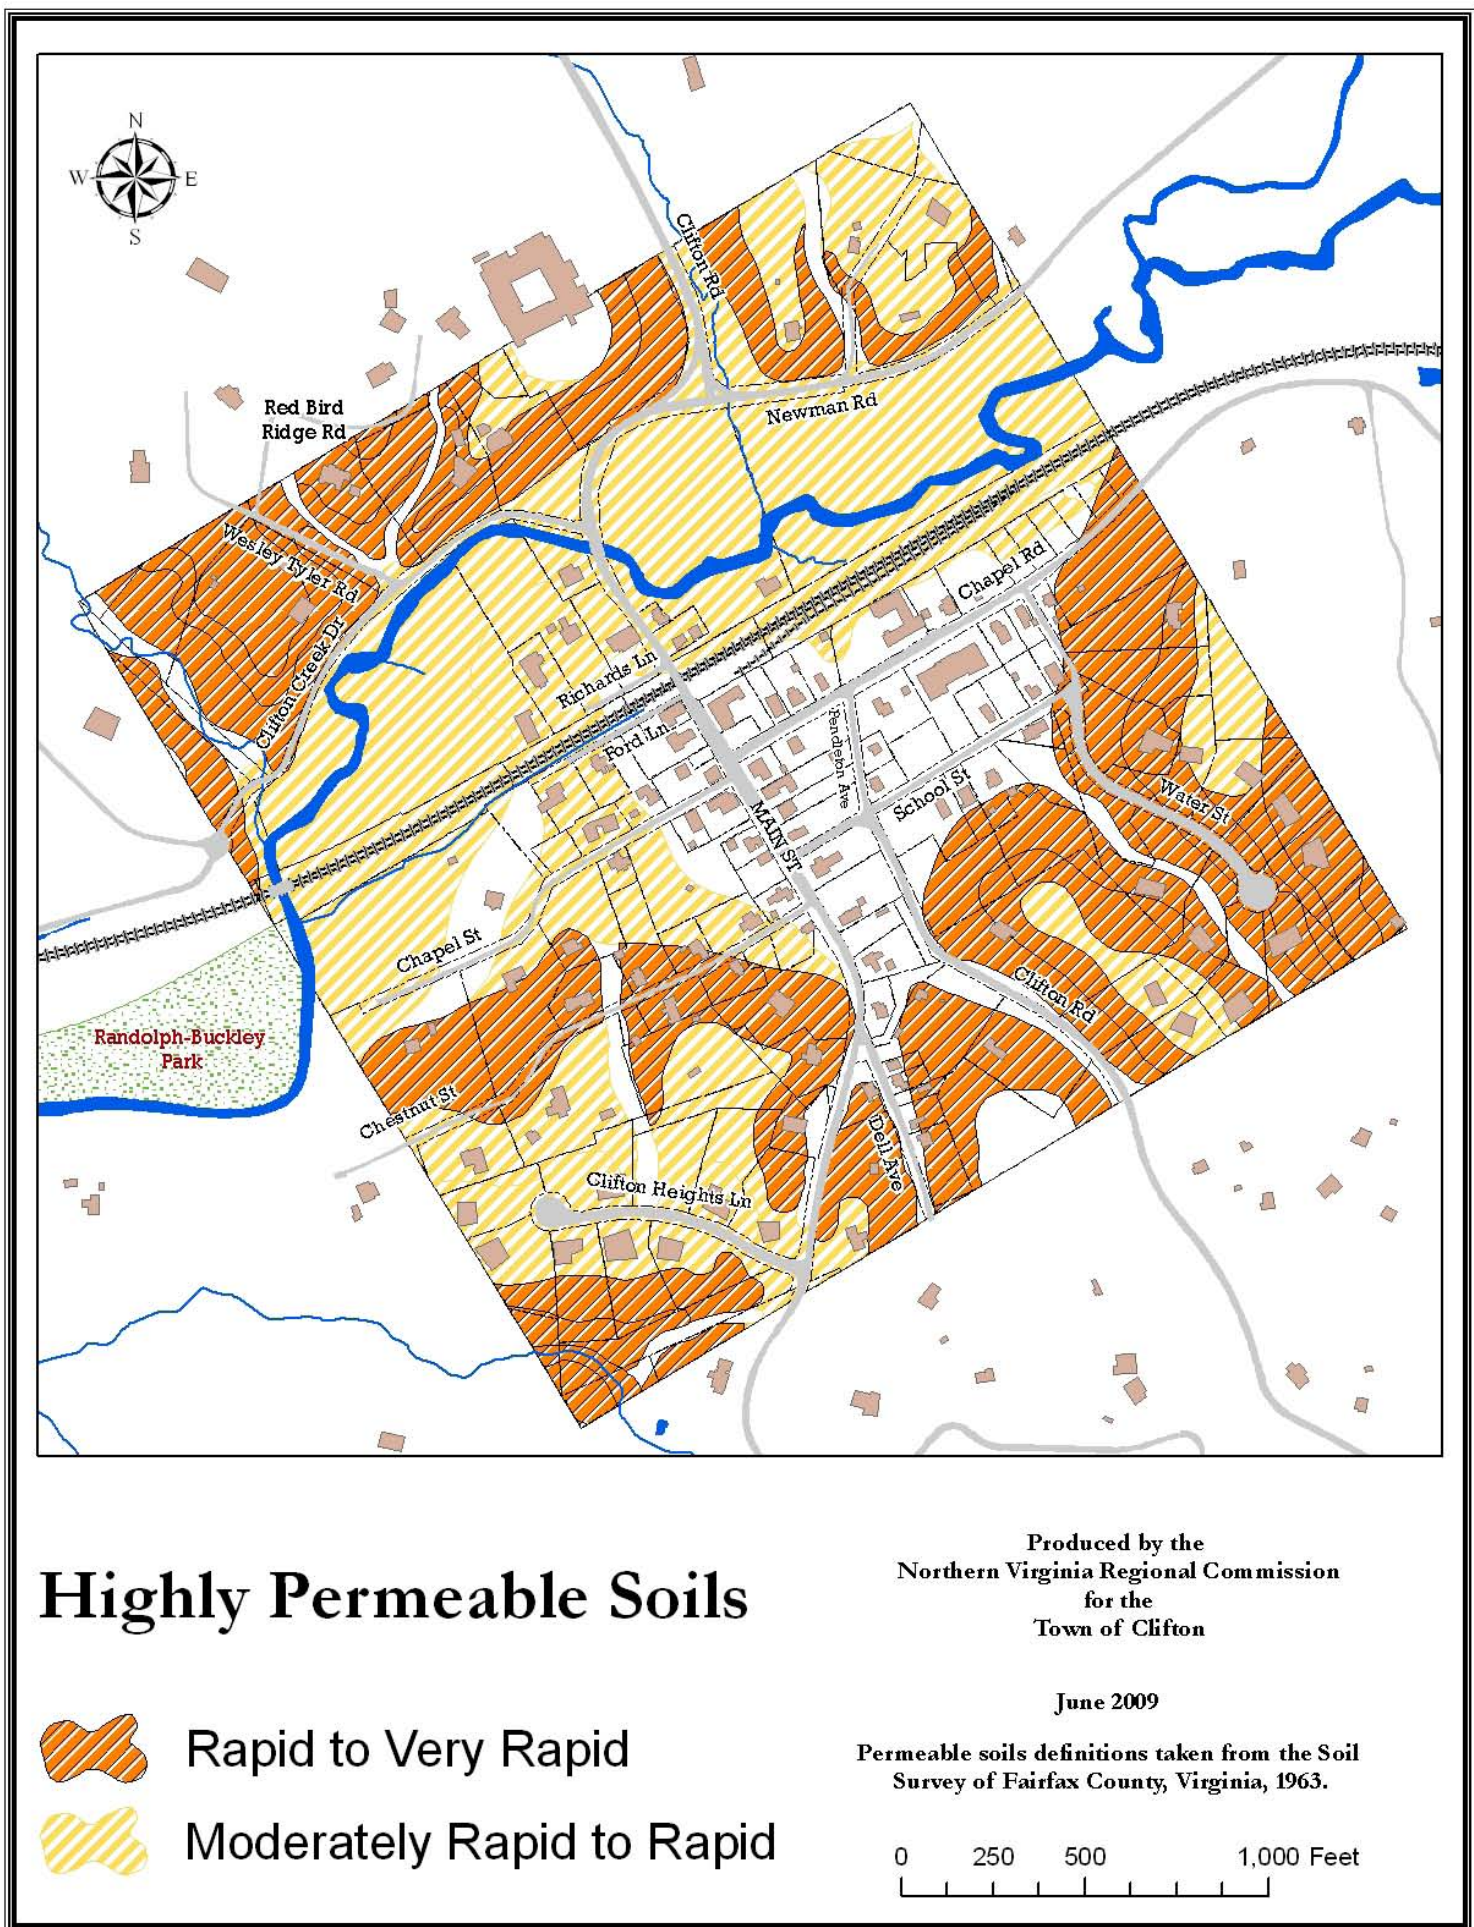 N
W E
S
Clifton Rd
Newman Rd
Red Bird
Ridge Rd
Wesley Tyler Rd
Clifton Creek Dr
Chapel Rd
Richards Ln
Ford Ln
Pendleton Ave
MAIN ST
School St
Water St
Chapel St
Clifton Rd
Randolph-Buckley
Park
Chestnut St
Dell Ave
Clifton Heights Ln
Highly Permeable Soils
Rapid to Very Rapid
Moderately Rapid to Rapid
Produced by the
Northern Virginia Regional Commission
for the
Town of Clifton
June 2009
Permeable soils definitions taken from the Soil
Survey of Fairfax County, Virginia, 1963.
0 250 500 1,000 Feet